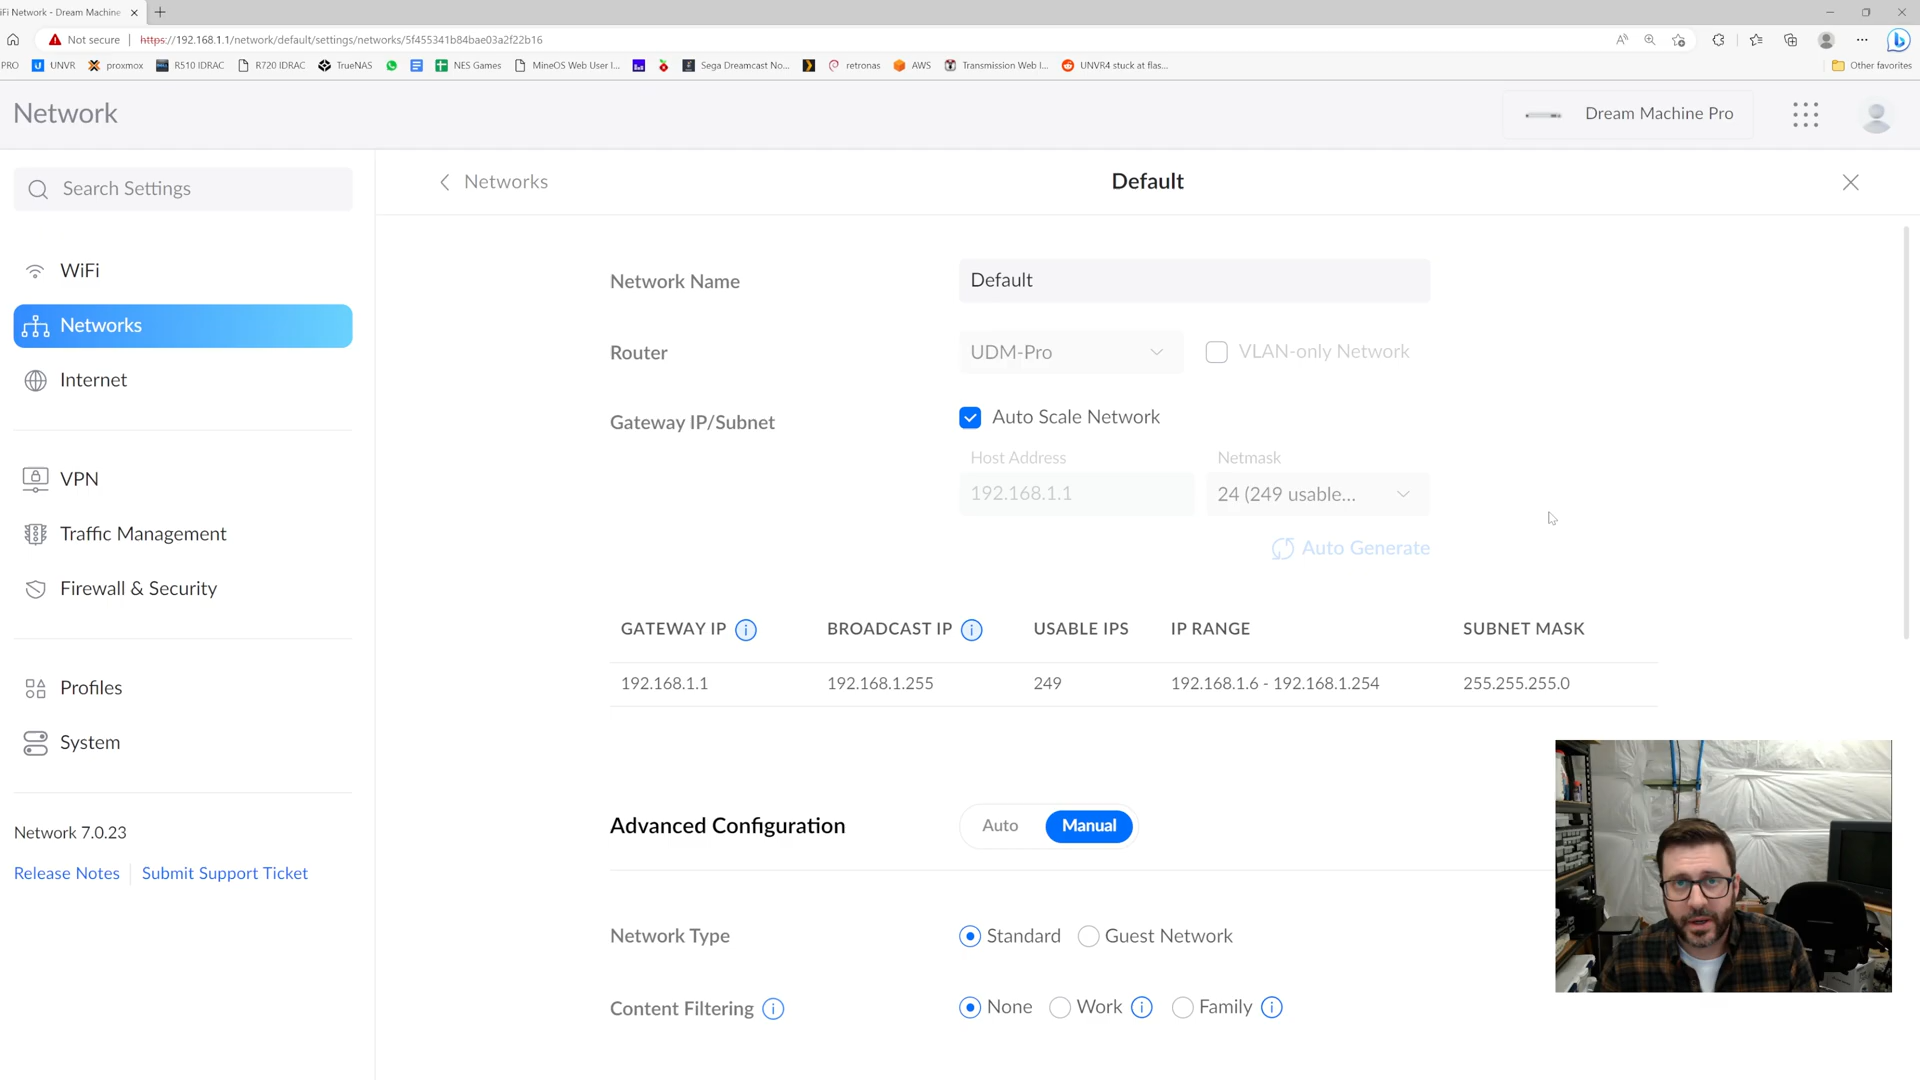 iFi Network - Dream Machine
Not secure https://192.168.1.1/network/default/settings/networks/5f455341b84bae03a2f22b16
PRO UNVR proxmox R510 IDRAC R720 IDRAC TrueNAS NES Games MineOS Web User I... Sega Dreamcast No... retronas AWS Transmission Web I... UNVR4 stuck at flas... Other favorites
Network Dream Machine Pro
Search Settings
WiFi
Networks
Internet
VPN
Traffic Management
Firewall & Security
Profiles
System
Network 7.0.23
Release Notes Submit Support Ticket
Networks Default
Network Name Default
Router UDM-Pro VLAN-only Network
Gateway IP/Subnet Auto Scale Network
Host Address Netmask
192.168.1.1 24 (249 usable...
Auto Generate
GATEWAY IP BROADCAST IP USABLE IPS IP RANGE SUBNET MASK
192.168.1.1 192.168.1.255 249 192.168.1.6 - 192.168.1.254 255.255.255.0
Advanced Configuration Auto Manual
Network Type Standard Guest Network
Content Filtering None Work Family